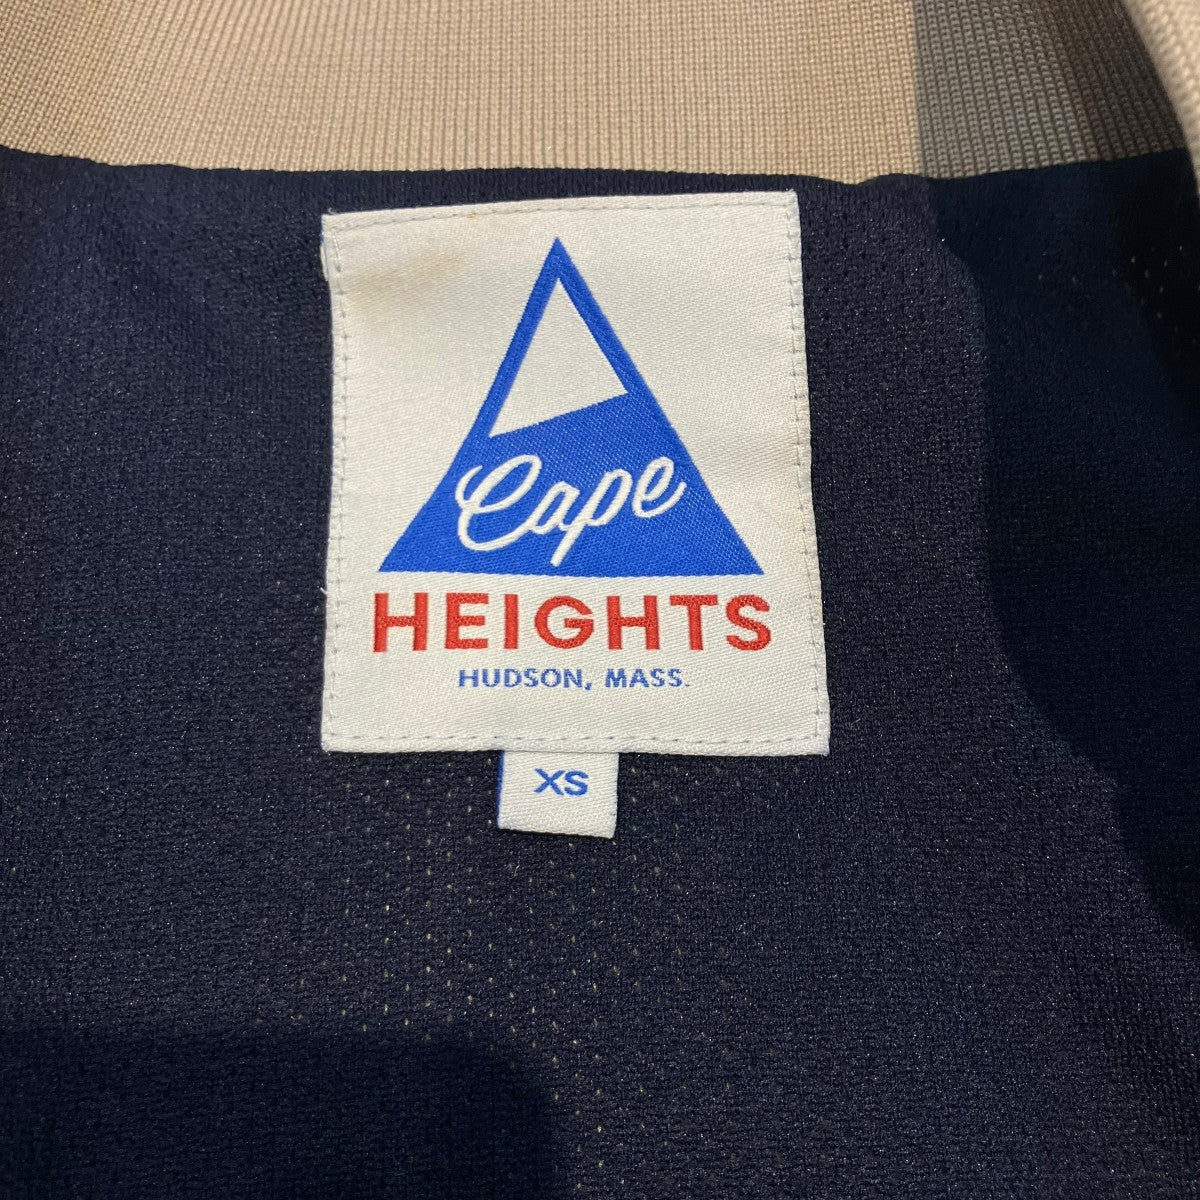 Cape
HEIGHTS
HUDSON, MASS.
XS